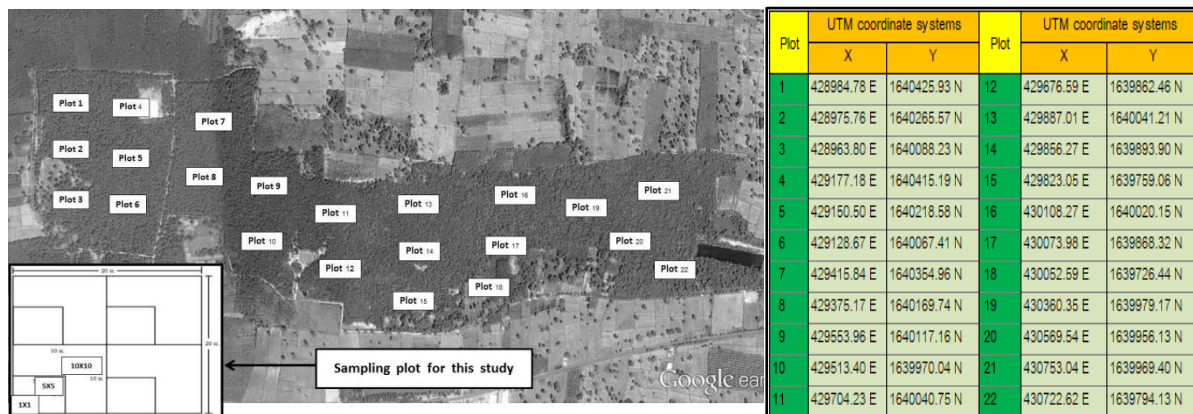 Plot 1
Plot 4
Plot 7
Plot 2
Plot 5
Plot 8
Plot 3
Plot 6
Plot 9
Plot 10
Plot 11
Plot 12
Plot 13
Plot 14
Plot 15
Plot 16
Plot 17
Plot 18
Plot 19
Plot 20
Plot 21
Plot 22
20 ม.
20 ม.
10 ม.
10X10
10 ม.
5X5
1X1
Sampling plot for this study
Google ear
Plot UTM coordinate systems Plot UTM coordinate systems
X Y X Y
1 428984.78 E 1640425.93 N 12 429676.59 E 1639862.46 N
2 428975.76 E 1640265.57 N 13 429887.01 E 1640041.21 N
3 428963.80 E 1640088.23 N 14 429856.27 E 1639893.90 N
4 429177.18 E 1640415.19 N 15 429823.05 E 1639759.06 N
5 429150.50 E 1640218.58 N 16 430108.27 E 1640020.15 N
6 429128.67 E 1640067.41 N 17 430073.98 E 1639868.32 N
7 429415.84 E 1640354.96 N 18 430052.59 E 1639726.44 N
8 429375.17 E 1640169.74 N 19 430360.35 E 1639979.17 N
9 429553.96 E 1640117.16 N 20 430569.54 E 1639956.13 N
10 429513.40 E 1639970.04 N 21 430753.04 E 1639969.40 N
11 429704.23 E 1640040.75 N 22 430722.62 E 1639794.13 N